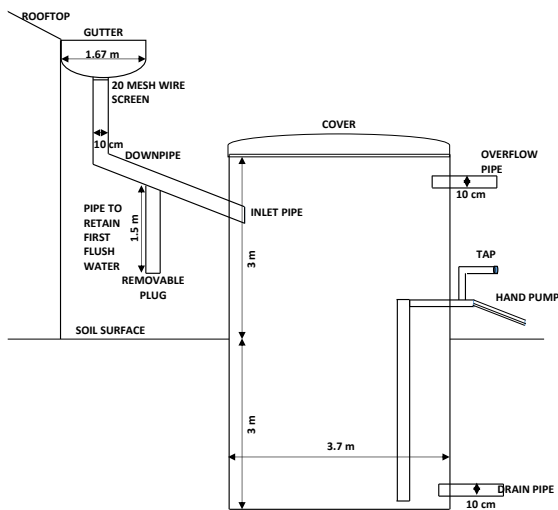 ROOFTOP
GUTTER
1.67 m
20 MESH WIRE
SCREEN
10 cm
DOWNPIPE
COVER
OVERFLOW
PIPE
10 cm
PIPE TO
RETAIN
FIRST
FLUSH
WATER
1.5 m
INLET PIPE
3 m
REMOVABLE
PLUG
TAP
HAND PUMP
SOIL SURFACE
3 m
3.7 m
DRAIN PIPE
10 cm